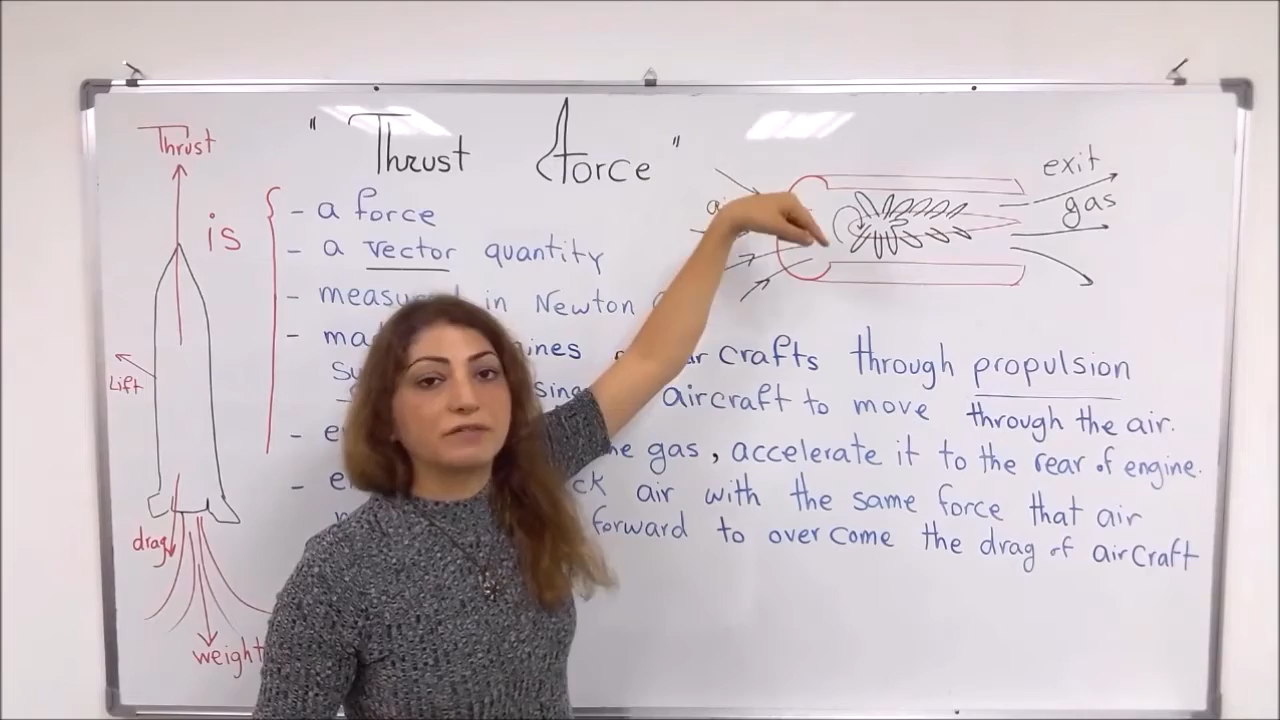 Thrust
" Thrust force "
is
- a force
- a vector quantity
- measured in Newton
crafts through propulsion
aircraft to move through the air.
gas, accelerate it to the rear of engine.
air with the same force that air
forward to overcome the drag of aircraft
exit
gas
Lift
drag
weight